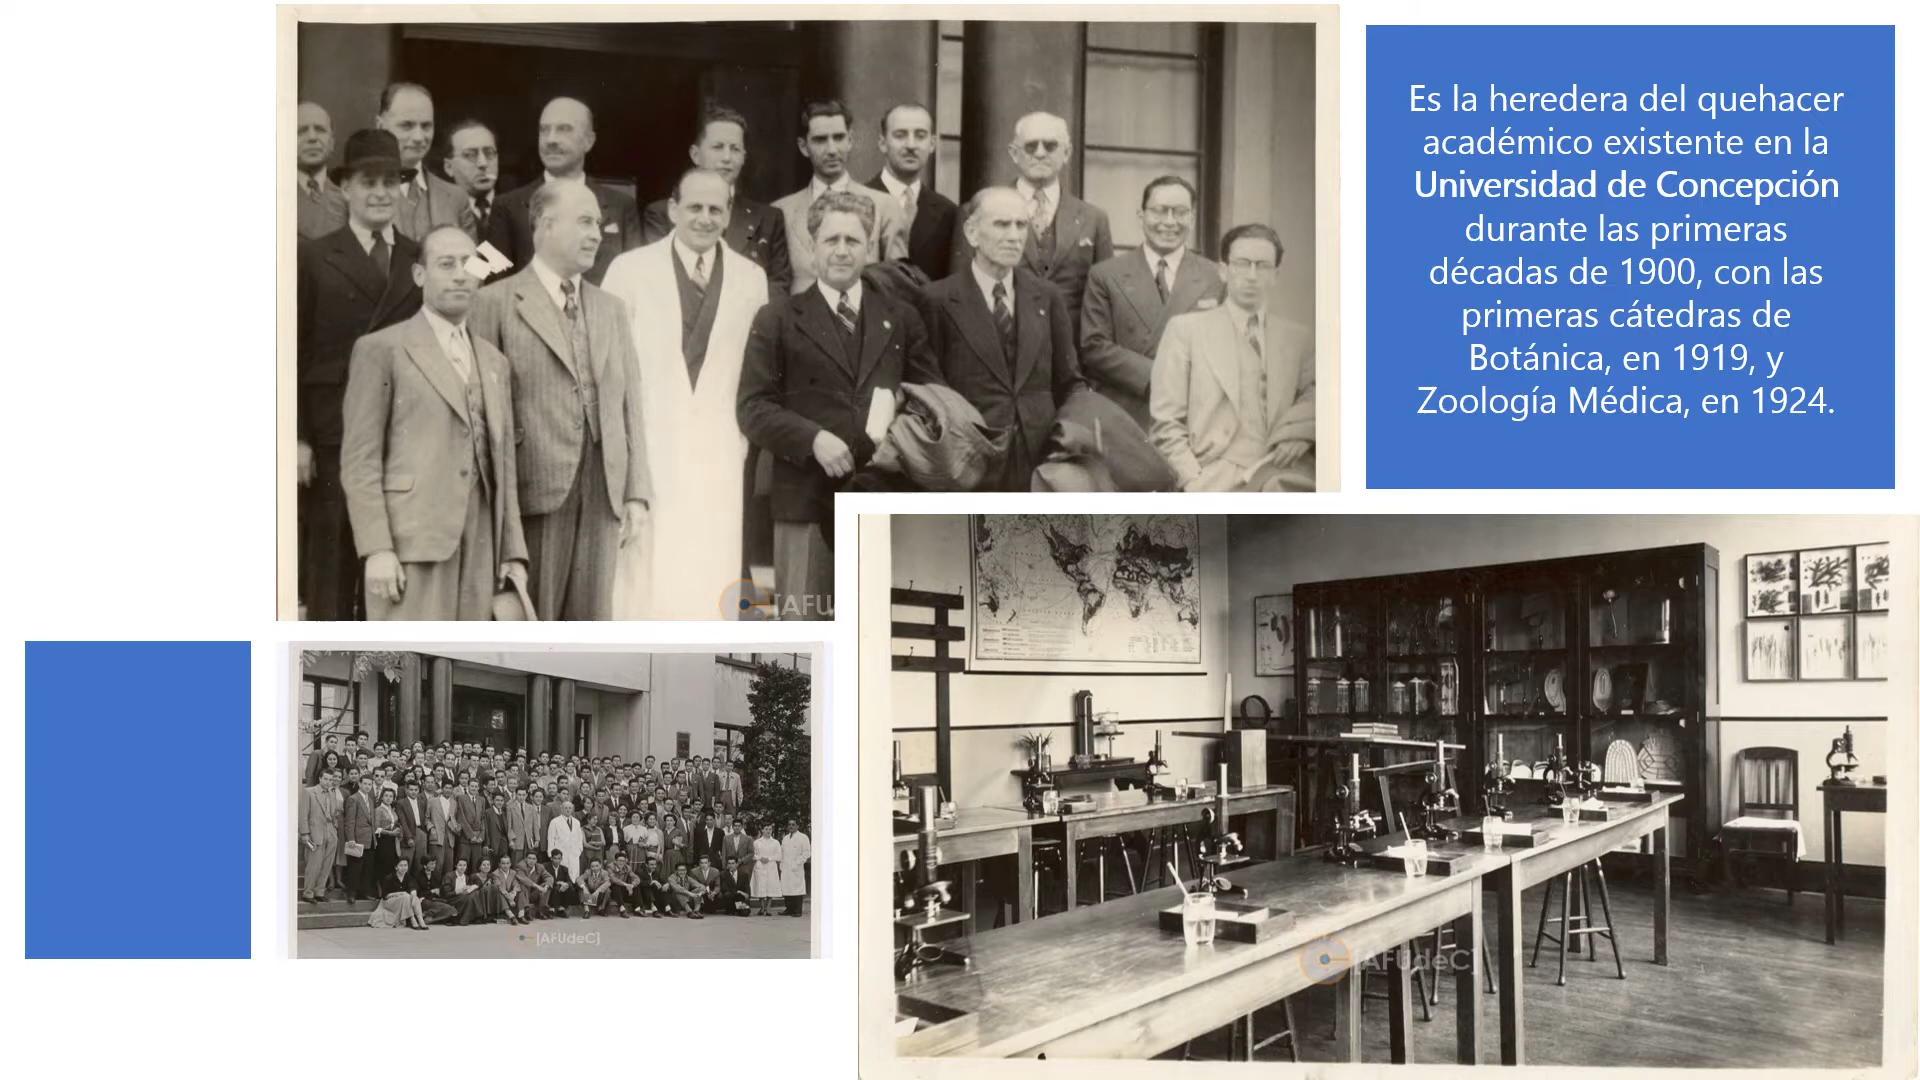 Es la heredera del quehacer
académico existente en la
Universidad de Concepción
durante las primeras
décadas de 1900, con las
primeras cátedras de
Botánica, en 1919, y
Zoología Médica, en 1924.
[AFU
[AFUdeC]
[AFUdeC]